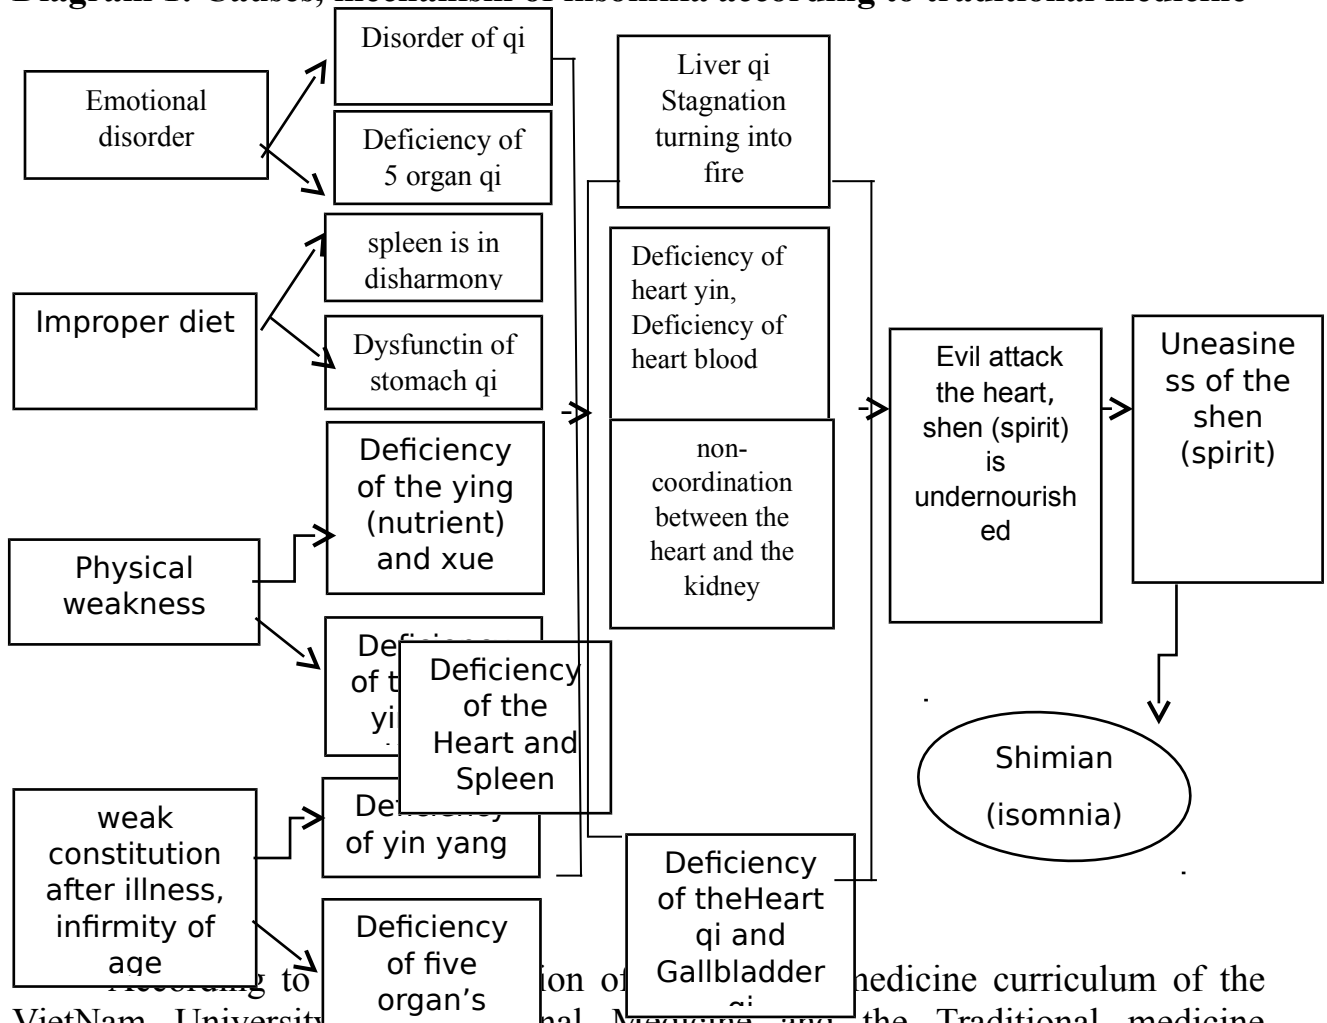 Diagram 1: Causes, mechanism of insomnia according to traditional medicine
Emotional
disorder
Improper diet
Physical
weakness
weak
constitution
after illness,
infirmity of
age
Disorder of qi
Deficiency of
5 organ qi
spleen is in
disharmony
Dysfunctin of
stomach qi
Deficiency
of the ying
(nutrient)
and xue
of
Deficiency
of the
Heart and
Spleen
of yin yang
Deficiency
of five
organ’s
Liver qi
Stagnation
turning into
fire
Deficiency of
heart yin,
Deficiency of
heart blood
non-
coordination
between the
heart and the
kidney
Deficiency
of theHeart
qi and
Gallbladder
qi
Evil attack
the heart,
shen (spirit)
is
undernourish
ed
Uneasine
ss of the
shen
(spirit)
Shimian
(isomnia)
According to of medicine curriculum of the
VietNam University Medicine and the Traditional medicine